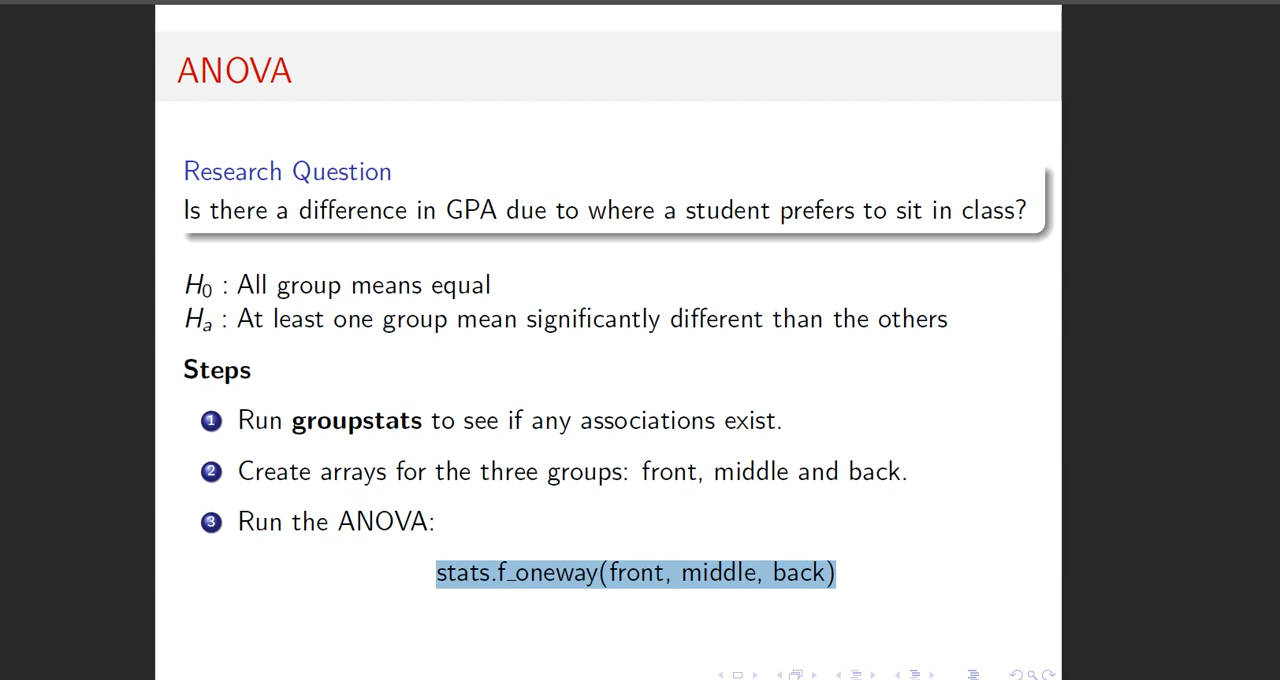 ANOVA
Research Question
Is there a difference in GPA due to where a student prefers to sit in class?
H0 : All group means equal
Ha : At least one group mean significantly different than the others
Steps
1 Run groupstats to see if any associations exist.
2 Create arrays for the three groups: front, middle and back.
3 Run the ANOVA:
stats.f_oneway(front, middle, back)